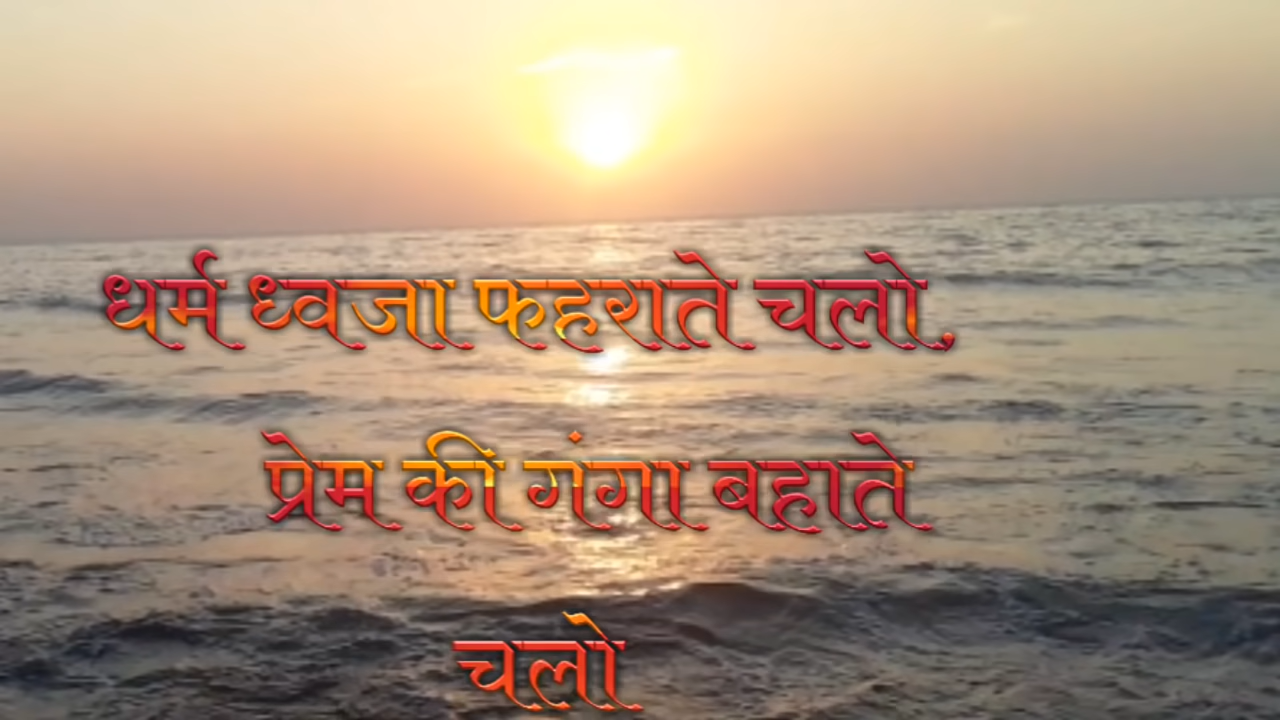 धर्म ध्वजा फहराते चलो,
प्रेम की गंगा बहाते
चलो